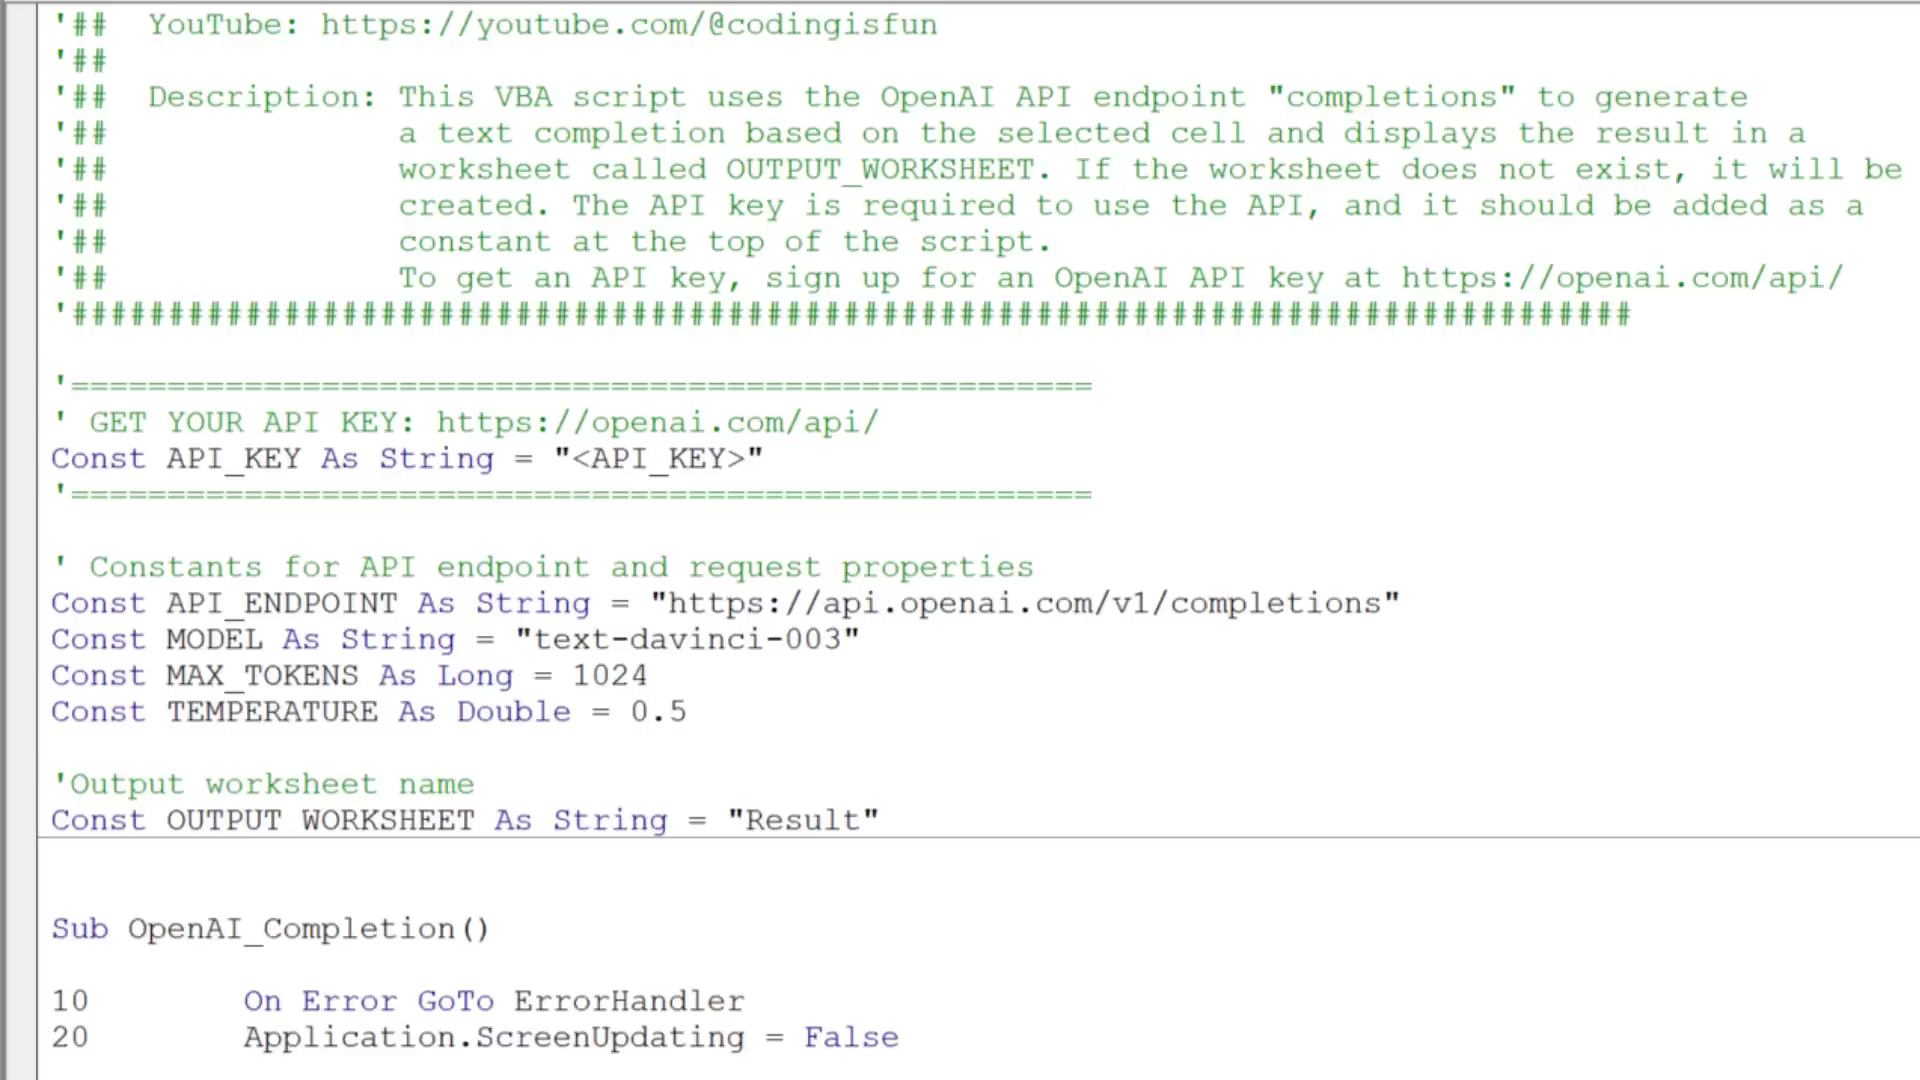 '##  YouTube: https://youtube.com/@codingisfun
'##
'##  Description: This VBA script uses the OpenAI API endpoint "completions" to generate
'##               a text completion based on the selected cell and displays the result in a
'##               worksheet called OUTPUT_WORKSHEET. If the worksheet does not exist, it will be
'##               created. The API key is required to use the API, and it should be added as a
'##               constant at the top of the script.
'##               To get an API key, sign up for an OpenAI API key at https://openai.com/api/
'#################################################################################
'=====================================================
' GET YOUR API KEY: https://openai.com/api/
Const API_KEY As String = "<API_KEY>"
'=====================================================
' Constants for API endpoint and request properties
Const API_ENDPOINT As String = "https://api.openai.com/v1/completions"
Const MODEL As String = "text-davinci-003"
Const MAX_TOKENS As Long = 1024
Const TEMPERATURE As Double = 0.5
'Output worksheet name
Const OUTPUT_WORKSHEET As String = "Result"
Sub OpenAI_Completion()
10        On Error GoTo ErrorHandler
20        Application.ScreenUpdating = False